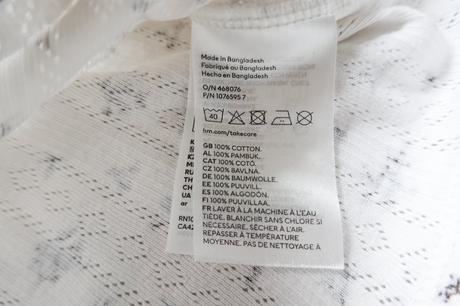 Made in Bangladesh
Fabriqué au Bangladesh
Hecho en Bangladesh
O/N 468076
P/N 1076595 7
40
hm.com/takecare
GB 100% COTTON.
AL 100% PAMBUK.
CAT 100% COTÓ.
CZ 100% BAVLNA.
DE 100% BAUMWOLLE.
EE 100% PUUVILL.
ES 100% ALGODÓN.
FI 100% PUUVILLAA.
FR LAVER À LA MACHINE À L'EAU
TIÈDE, BLANCHIR SANS CHLORE SI
NÉCESSAIRE, SÉCHER À L'AIR.
REPASSER À TEMPÉRATURE
MOYENNE. PAS DE NETTOYAGE À